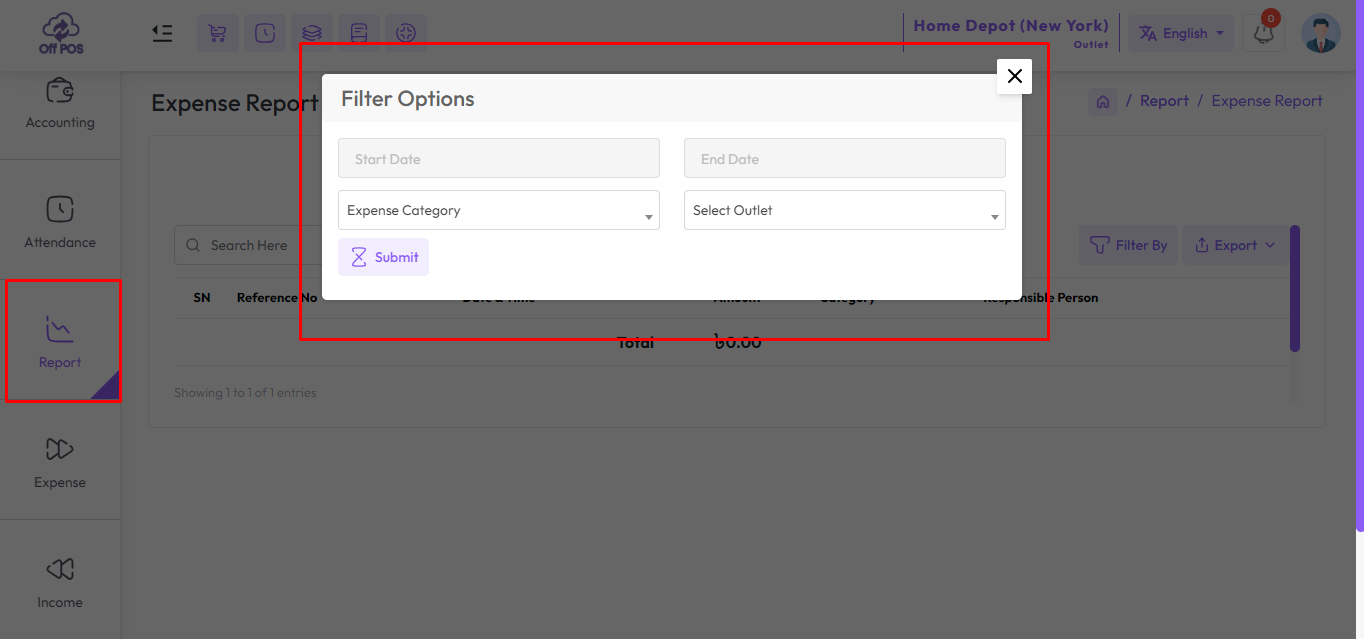 Off POS
Home Depot (New York)
Outlet
English
0
Accounting
Attendance
Report
Expense
Income
Expense Report
/ Report / Expense Report
Filter Options
Start Date
End Date
Expense Category
Select Outlet
Submit
Search Here
Filter By
Export
SN Reference No Date & Time Amount Category Responsible Person
Total ৳0.00
Showing 1 to 1 of 1 entries